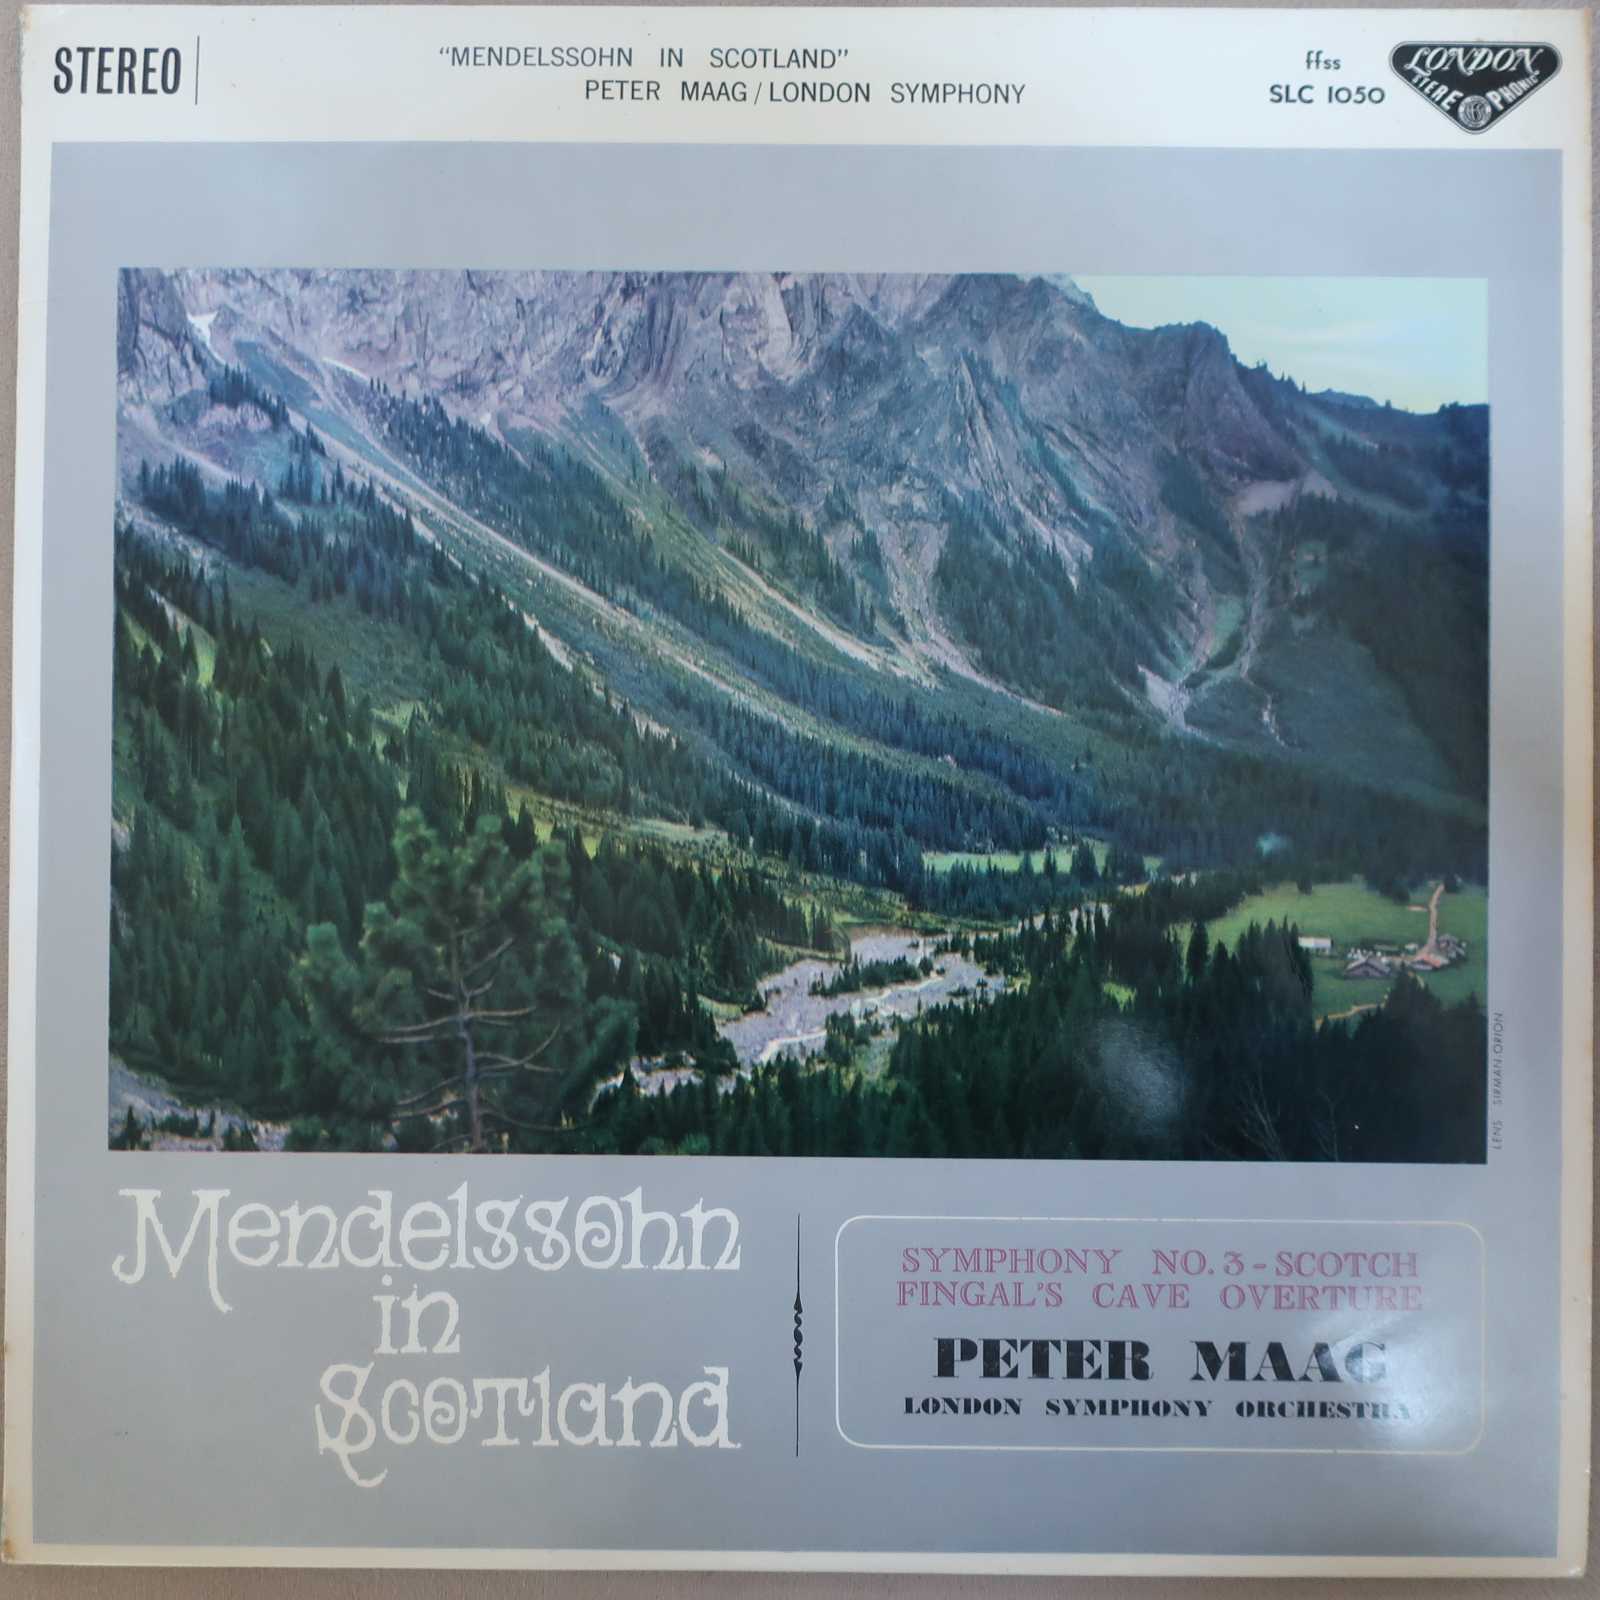 STEREO
“MENDELSSOHN IN SCOTLAND”
PETER MAAG / LONDON SYMPHONY
ffss
SLC 1050
LONDON
STEREOPHONIC
LENS SIRMAN-ORION
Mendelssohn
in
Scotland
SYMPHONY NO. 3 - SCOTCH
FINGAL'S CAVE OVERTURE
PETER MAAG
LONDON SYMPHONY ORCHESTRA